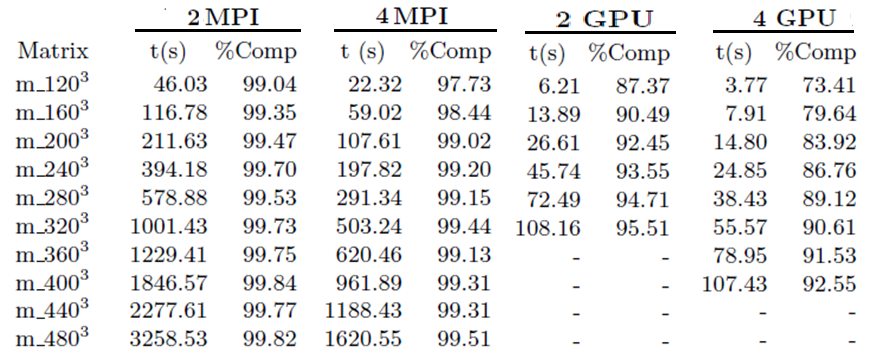 2 MPI 4 MPI 2 GPU 4 GPU
Matrix t(s) %Comp t (s) %Comp t(s) %Comp t(s) %Comp
m_120³ 46.03 99.04 22.32 97.73 6.21 87.37 3.77 73.41
m_160³ 116.78 99.35 59.02 98.44 13.89 90.49 7.91 79.64
m_200³ 211.63 99.47 107.61 99.02 26.61 92.45 14.80 83.92
m_240³ 394.18 99.70 197.82 99.20 45.74 93.55 24.85 86.76
m_280³ 578.88 99.53 291.34 99.15 72.49 94.71 38.43 89.12
m_320³ 1001.43 99.73 503.24 99.44 108.16 95.51 55.57 90.61
m_360³ 1229.41 99.75 620.46 99.13 - - 78.95 91.53
m_400³ 1846.57 99.84 961.89 99.31 - - 107.43 92.55
m_440³ 2277.61 99.77 1188.43 99.31 - - - -
m_480³ 3258.53 99.82 1620.55 99.51 - - - -